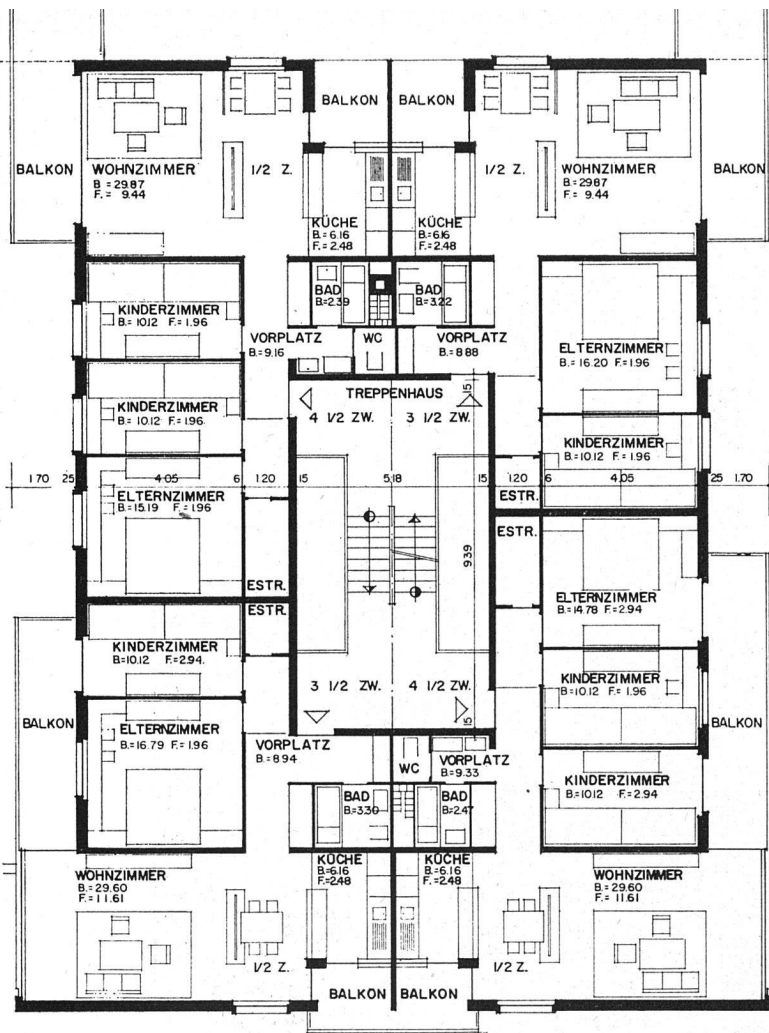 BALKON
BALKON
BALKON
WOHNZIMMER
B = 29.87
F. = 9.44
1/2 Z.
1/2 Z.
WOHNZIMMER
B. = 29.87
F. = 9.44
BALKON
KÜCHE
B.= 6.16
F.= 2.48
KÜCHE
B.= 6.16
F.= 2.48
BAD
B.= 2.39
BAD
B.= 3.22
KINDERZIMMER
B.= 10.12 F.= 1.96
VORPLATZ
B.= 9.16
WC
VORPLATZ
B.= 8.88
ELTERNZIMMER
B. = 16.20 F.= 1.96
TREPPENHAUS
15
KINDERZIMMER
B. = 10.12 F.= 1.96.
4 1/2 ZW.
3 1/2 ZW.
KINDERZIMMER
B.= 10.12 F.= 1.96
1.70 25 4.05 6 1.20 15 5.18 15 1.20 6 4.05 25 1.70
ELTERNZIMMER
B.= 15.19 F.= 1.96
ESTR.
ESTR.
9.39
ESTR.
ELTERNZIMMER
B.= 14.78 F.= 2.94
ESTR.
KINDERZIMMER
B.= 10.12 F.= 2.94.
KINDERZIMMER
B.= 10.12 F.= 1.96
3 1/2 ZW.
4 1/2 ZW.
15
BALKON
ELTERNZIMMER
B.= 16.79 F.= 1.96
BALKON
VORPLATZ
B.= 8.94
WC
VORPLATZ
B.= 9.33
KINDERZIMMER
B.= 10.12 F.= 2.94
BAD
B.= 3.30
BAD
B.= 2.47
KÜCHE
B.= 6.16
F.= 2.48
KÜCHE
B.= 6.16
F.= 2.48
WOHNZIMMER
B. = 29.60
F. = 11.61
WOHNZIMMER
B. = 29.60
F. = 11.61
1/2 Z.
1/2 Z.
BALKON
BALKON